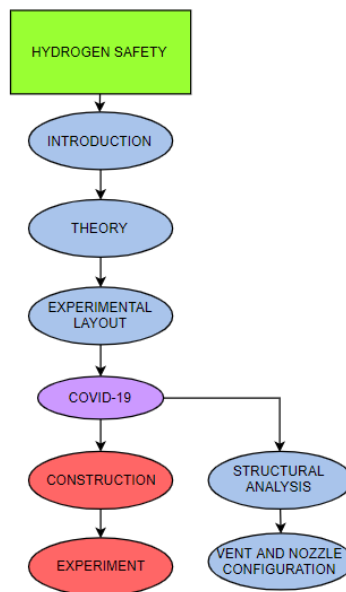 HYDROGEN SAFETY
INTRODUCTION
THEORY
EXPERIMENTAL
LAYOUT
COVID-19
CONSTRUCTION
STRUCTURAL
ANALYSIS
EXPERIMENT
VENT AND NOZZLE
CONFIGURATION